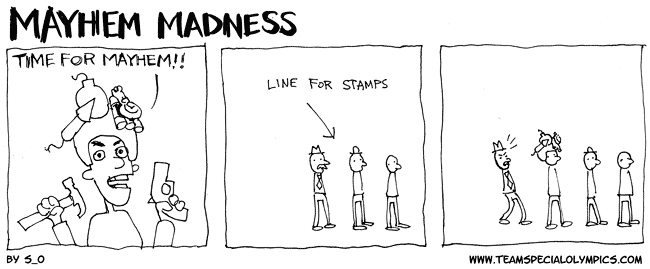 MAYHEM MADNESS
TIME FOR MAYHEM!!
LINE FOR STAMPS
BY S_O
WWW.TEAMSPECIALOLYMPICS.COM